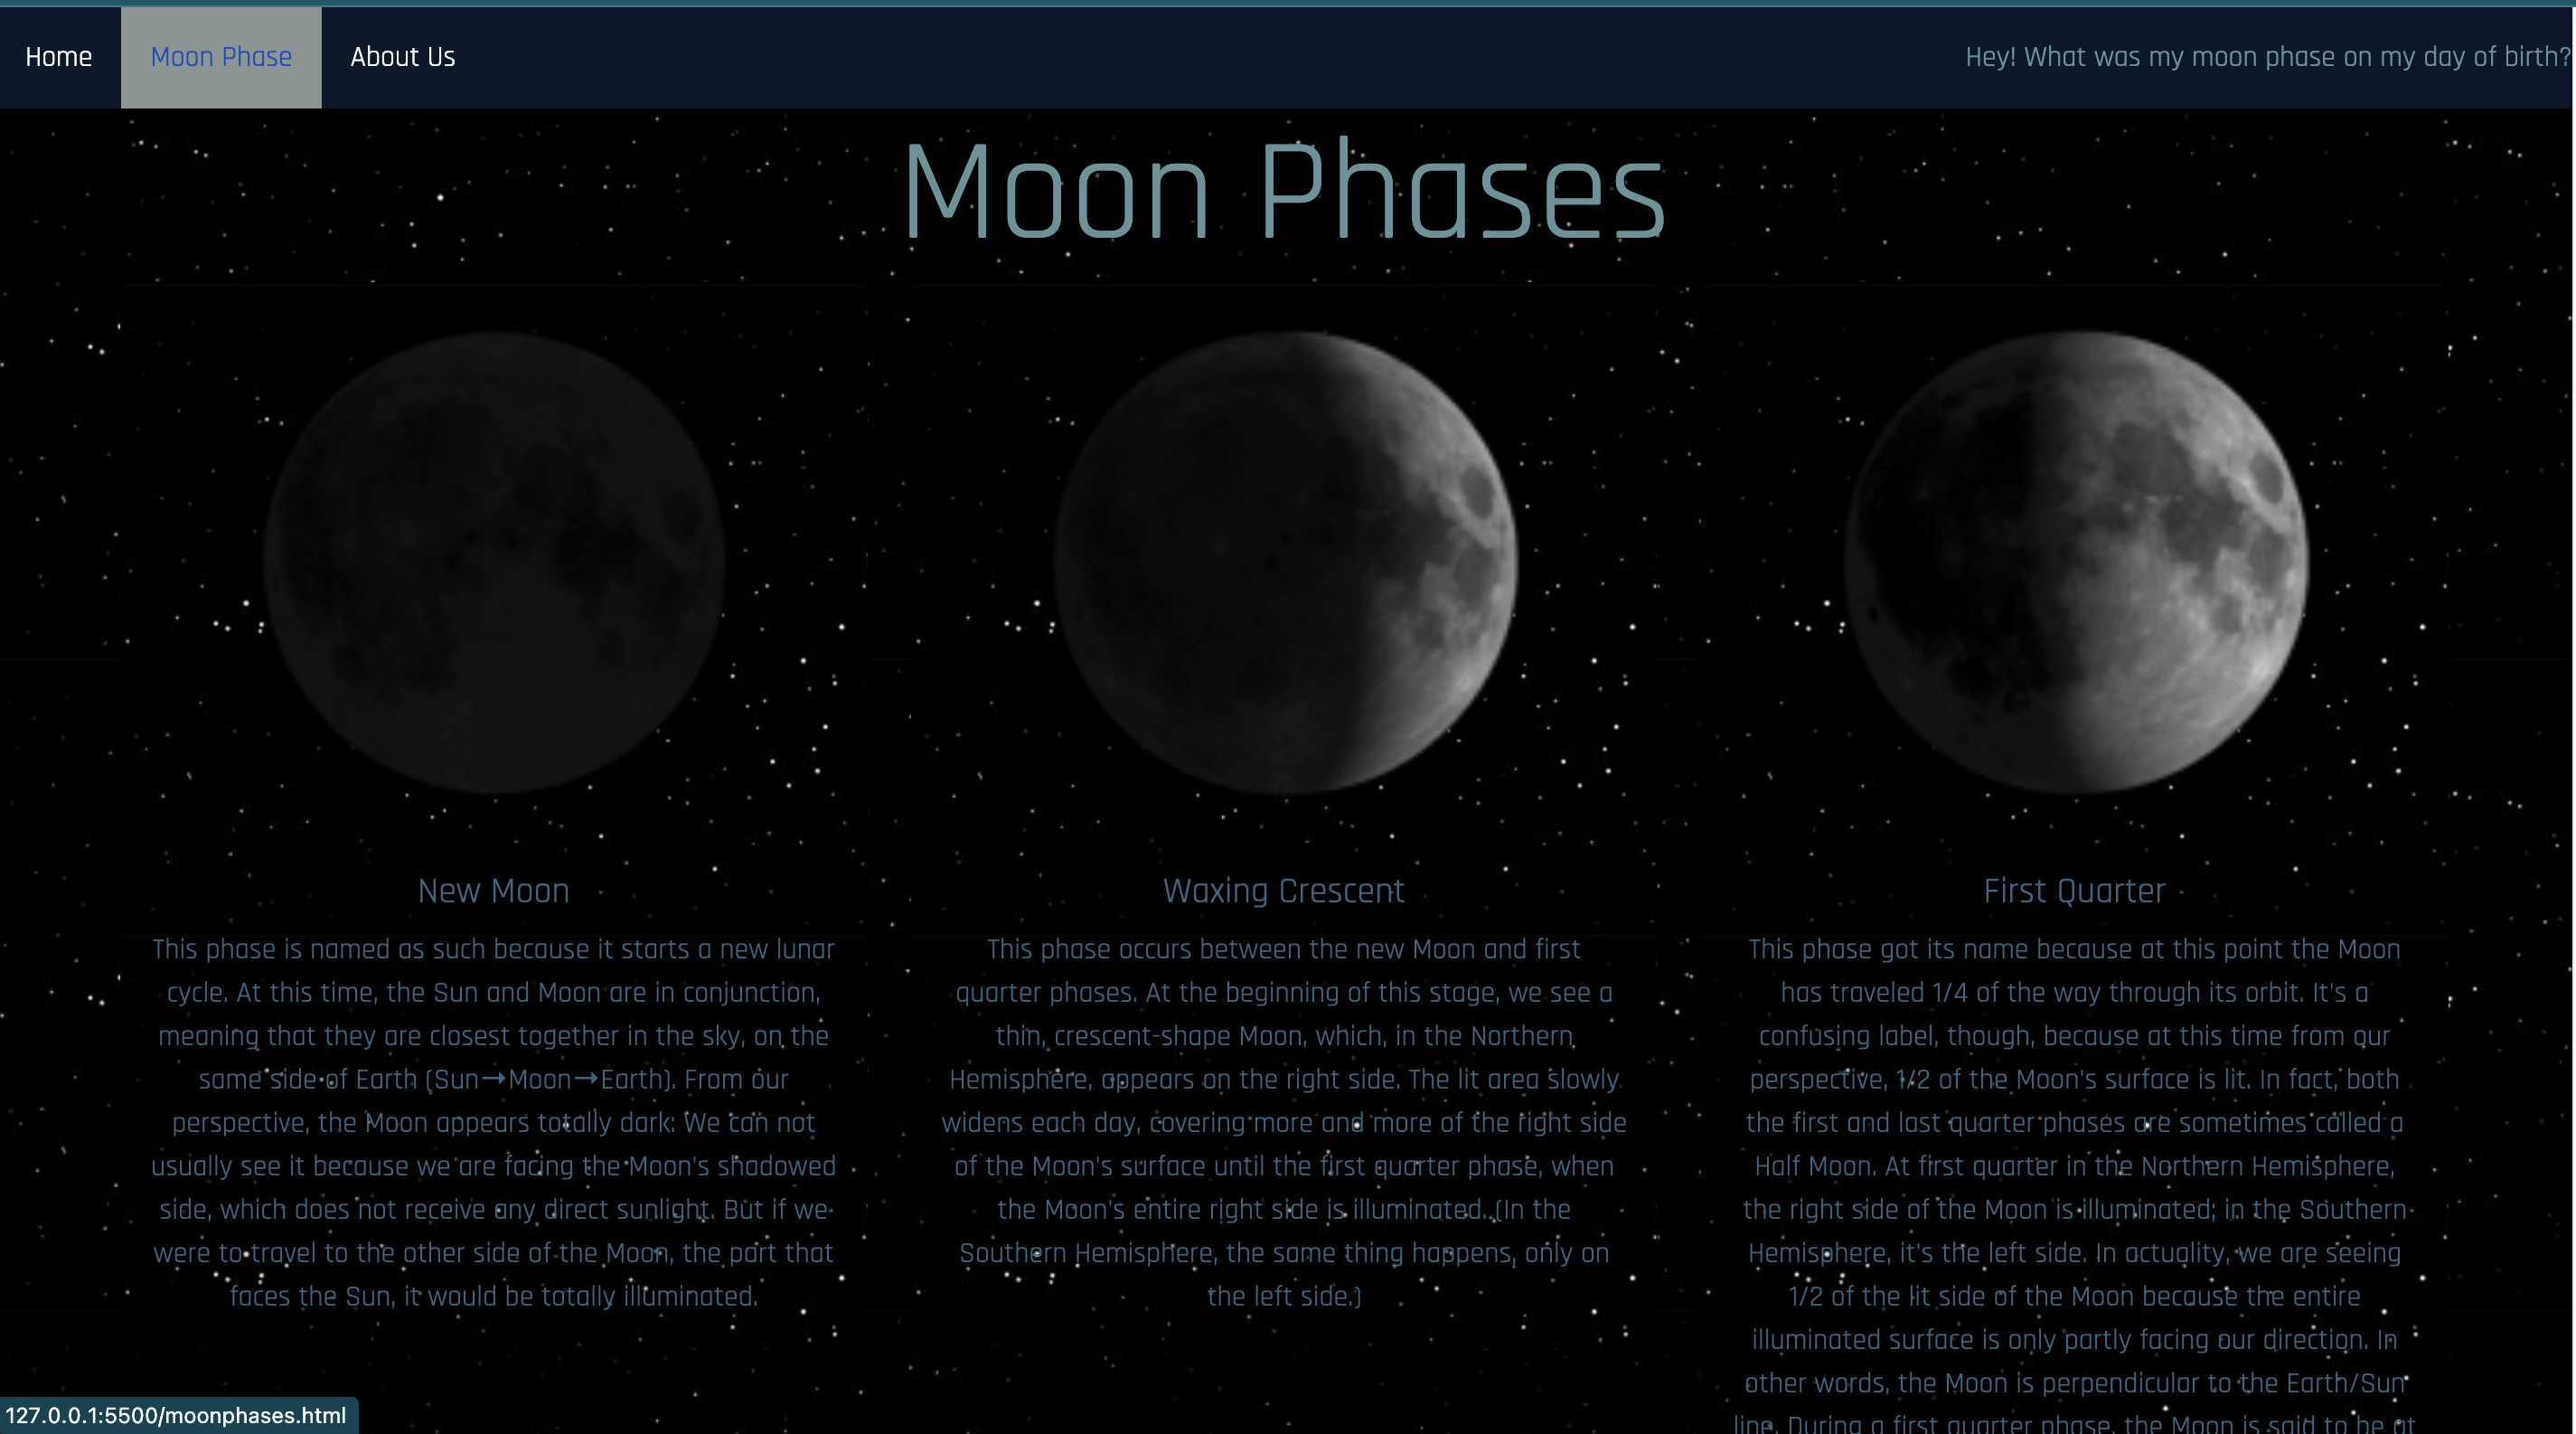 Home Moon Phase About Us Hey! What was my moon phase on my day of birth?
Moon Phases
New Moon
This phase is named as such because it starts a new lunar
cycle. At this time, the Sun and Moon are in conjunction,
meaning that they are closest together in the sky, on the
same side of Earth (Sun→Moon→Earth). From our
perspective, the Moon appears totally dark: We can not
usually see it because we are facing the Moon's shadowed
side, which does not receive any direct sunlight. But if we
were to travel to the other side of the Moon, the part that
faces the Sun, it would be totally illuminated.
Waxing Crescent
This phase occurs between the new Moon and first
quarter phases. At the beginning of this stage, we see a
thin, crescent-shape Moon, which, in the Northern
Hemisphere, appears on the right side. The lit area slowly
widens each day, covering more and more of the right side
of the Moon's surface until the first quarter phase, when
the Moon's entire right side is illuminated. (In the
Southern Hemisphere, the same thing happens, only on
the left side.)
First Quarter
This phase got its name because at this point the Moon
has traveled 1/4 of the way through its orbit. It's a
confusing label, though, because at this time from our
perspective, 1/2 of the Moon's surface is lit. In fact, both
the first and last quarter phases are sometimes called a
Half Moon. At first quarter in the Northern Hemisphere,
the right side of the Moon is illuminated; in the Southern
Hemisphere, it's the left side. In actuality, we are seeing
1/2 of the lit side of the Moon because the entire
illuminated surface is only partly facing our direction. In
other words, the Moon is perpendicular to the Earth/Sun
line. During a first quarter phase, the Moon is said to be at
127.0.0.1:5500/moonphases.html